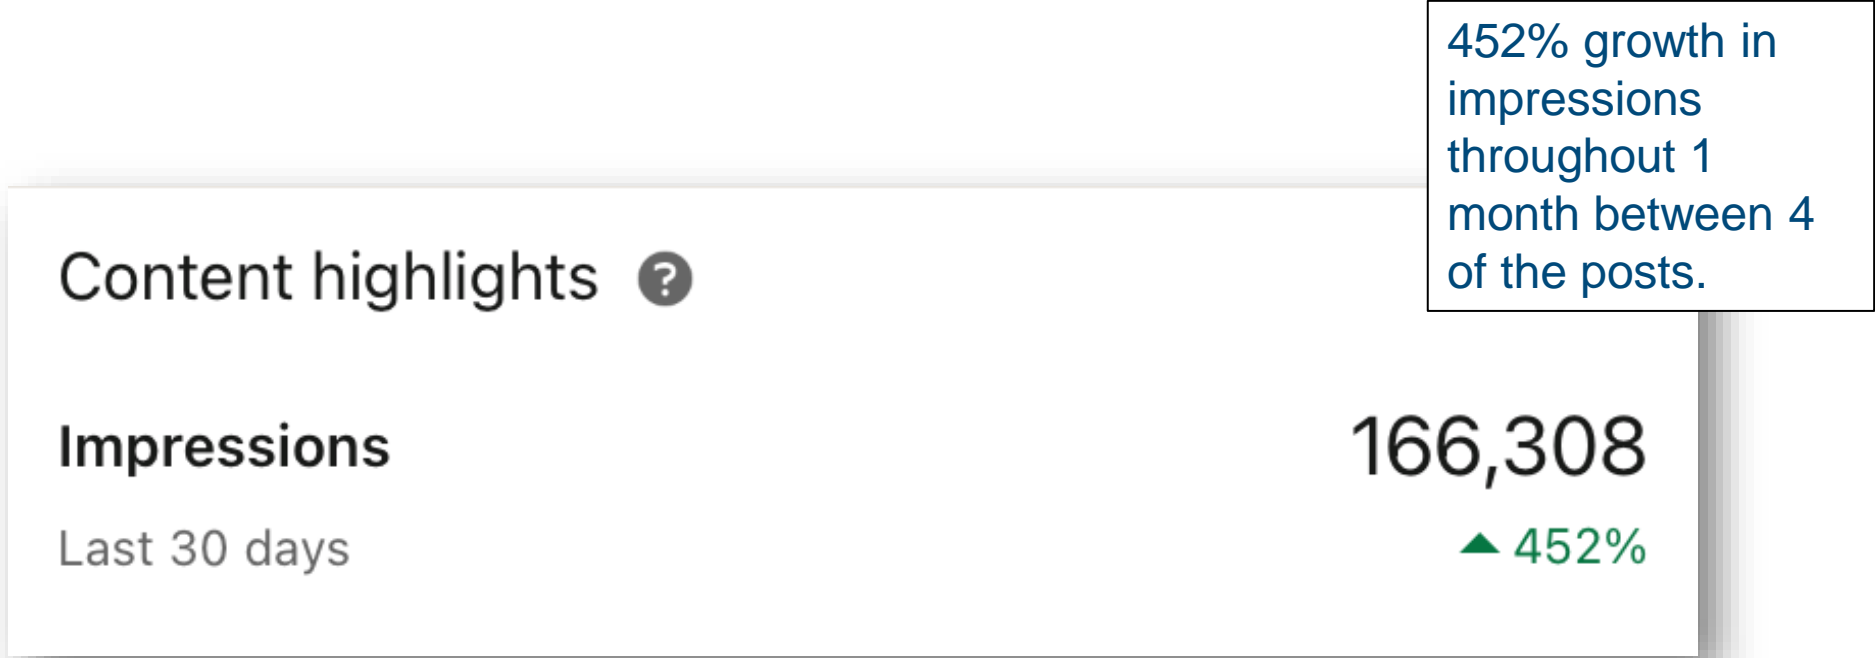 452% growth in
impressions
throughout 1
month between 4
of the posts.
Content highlights ?
Impressions
166,308
Last 30 days
▲ 452%